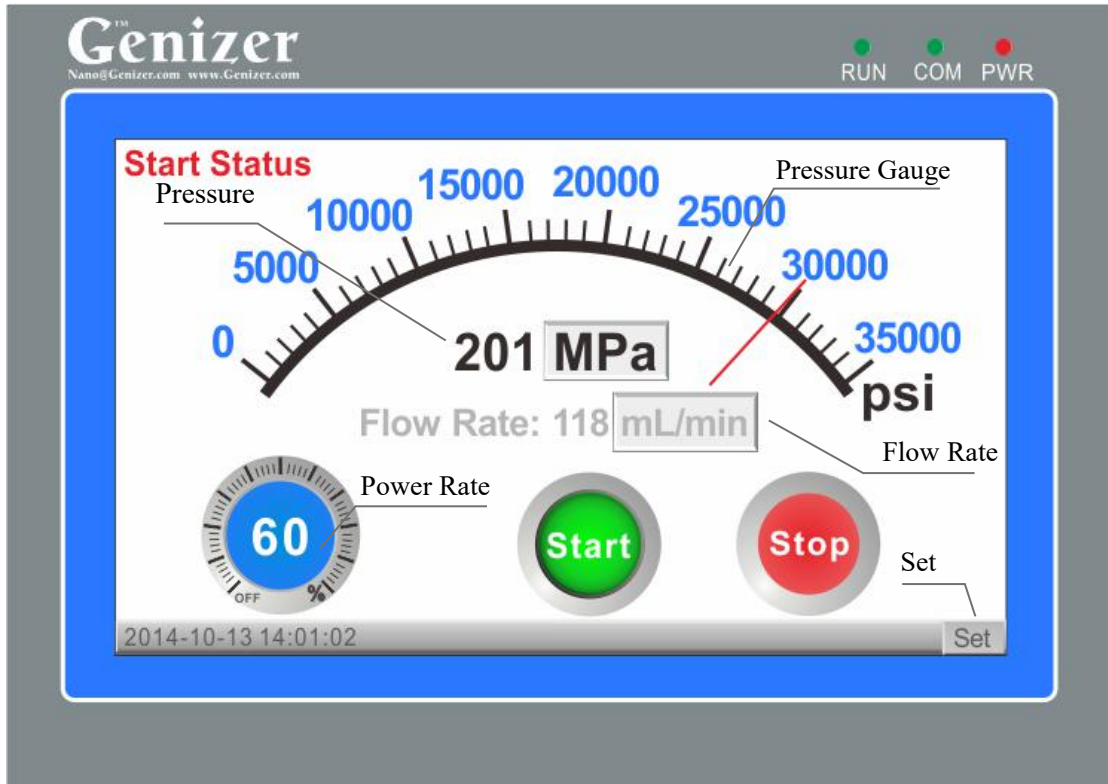 Genizer™
Nano@Genizer.com www.Genizer.com
RUN COM PWR
Start Status
Pressure
Pressure Gauge
0
5000
10000
15000
20000
25000
30000
35000
psi
201 MPa
Flow Rate: 118 mL/min
Flow Rate
Power Rate
60
OFF %
Start
Stop
Set
2014-10-13 14:01:02
Set